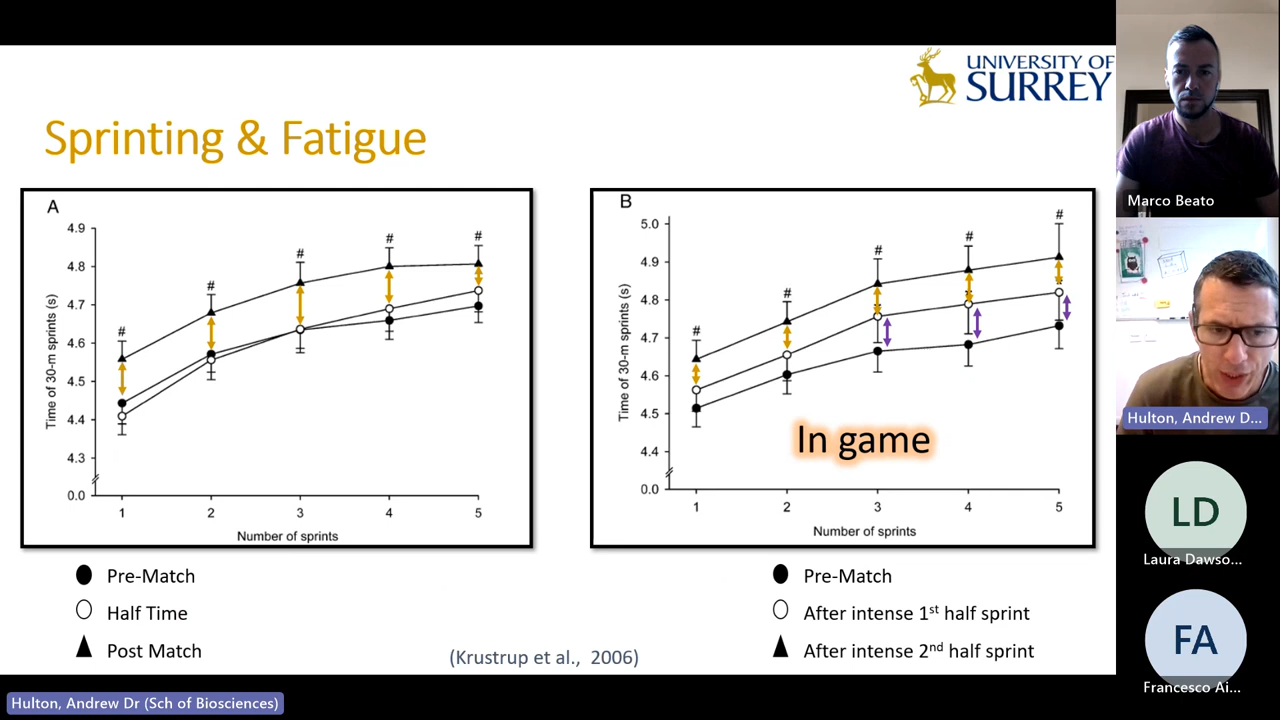 UNIVERSITY OF
SURREY
Sprinting & Fatigue
A
4.9
4.8
4.7
4.6
4.5
4.4
4.3
0.0
Time of 30-m sprints (s)
# # # # #
1 2 3 4 5
Number of sprints
B
5.0
4.9
4.8
4.7
4.6
4.5
4.4
0.0
Time of 30-m sprints (s)
# # # # #
In game
1 2 3 4 5
Number of sprints
Pre-Match
Half Time
Post Match
(Krustrup et al., 2006)
Pre-Match
After intense 1st half sprint
After intense 2nd half sprint
Marco Beato
Hulton, Andrew D...
LD
Laura Dawso...
FA
Francesco Ai...
Hulton, Andrew Dr (Sch of Biosciences)